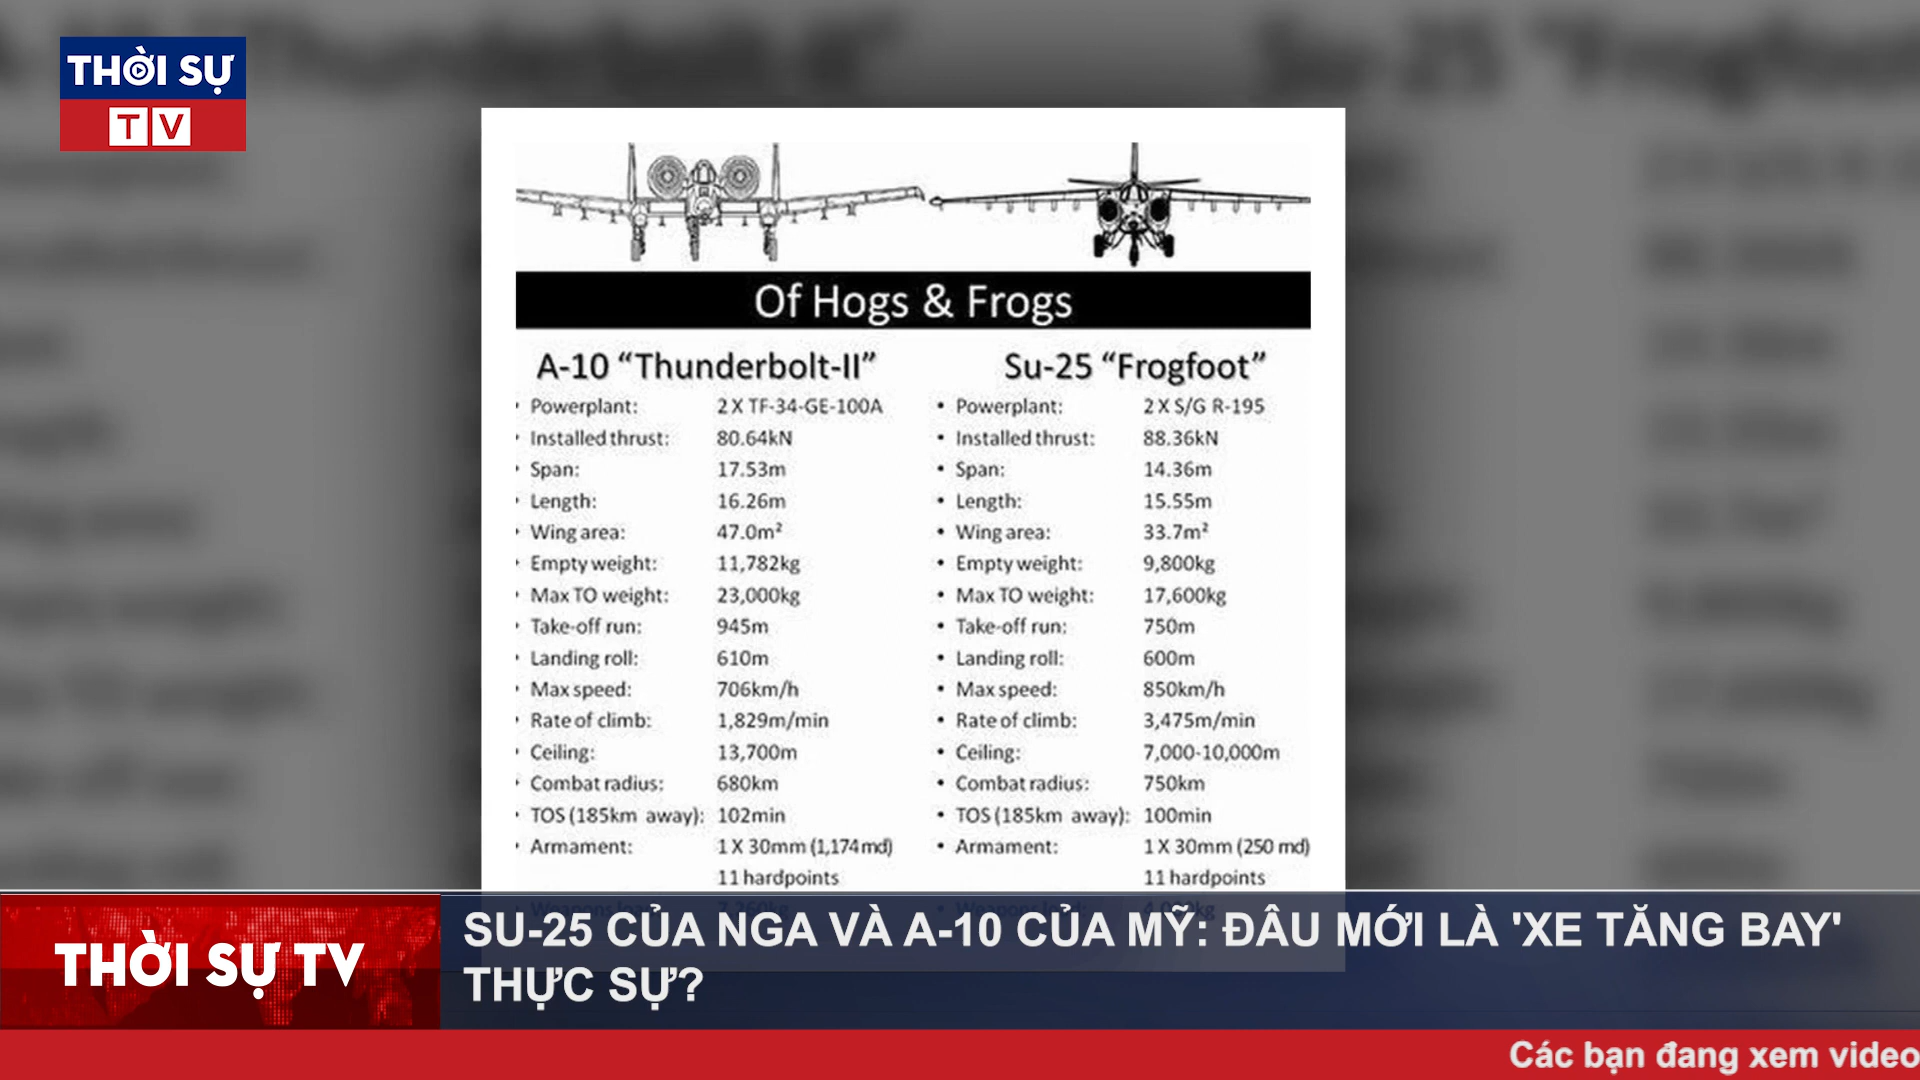 THỜI SỰ
TV
Of Hogs & Frogs
A-10 “Thunderbolt-II”
• Powerplant: 2 X TF-34-GE-100A
• Installed thrust: 80.64kN
• Span: 17.53m
• Length: 16.26m
• Wing area: 47.0m²
• Empty weight: 11,782kg
• Max TO weight: 23,000kg
• Take-off run: 945m
• Landing roll: 610m
• Max speed: 706km/h
• Rate of climb: 1,829m/min
• Ceiling: 13,700m
• Combat radius: 680km
• TOS (185km away): 102min
• Armament: 1 X 30mm (1,174 rnd)
11 hardpoints
Su-25 “Frogfoot”
• Powerplant: 2 X S/G R-195
• Installed thrust: 88.36kN
• Span: 14.36m
• Length: 15.55m
• Wing area: 33.7m²
• Empty weight: 9,800kg
• Max TO weight: 17,600kg
• Take-off run: 750m
• Landing roll: 600m
• Max speed: 850km/h
• Rate of climb: 3,475m/min
• Ceiling: 7,000-10,000m
• Combat radius: 750km
• TOS (185km away): 100min
• Armament: 1 X 30mm (250 rnd)
11 hardpoints
THỜI SỰ TV
SU-25 CỦA NGA VÀ A-10 CỦA MỸ: ĐÂU MỚI LÀ 'XE TĂNG BAY'
THỰC SỰ?
Các bạn đang xem video